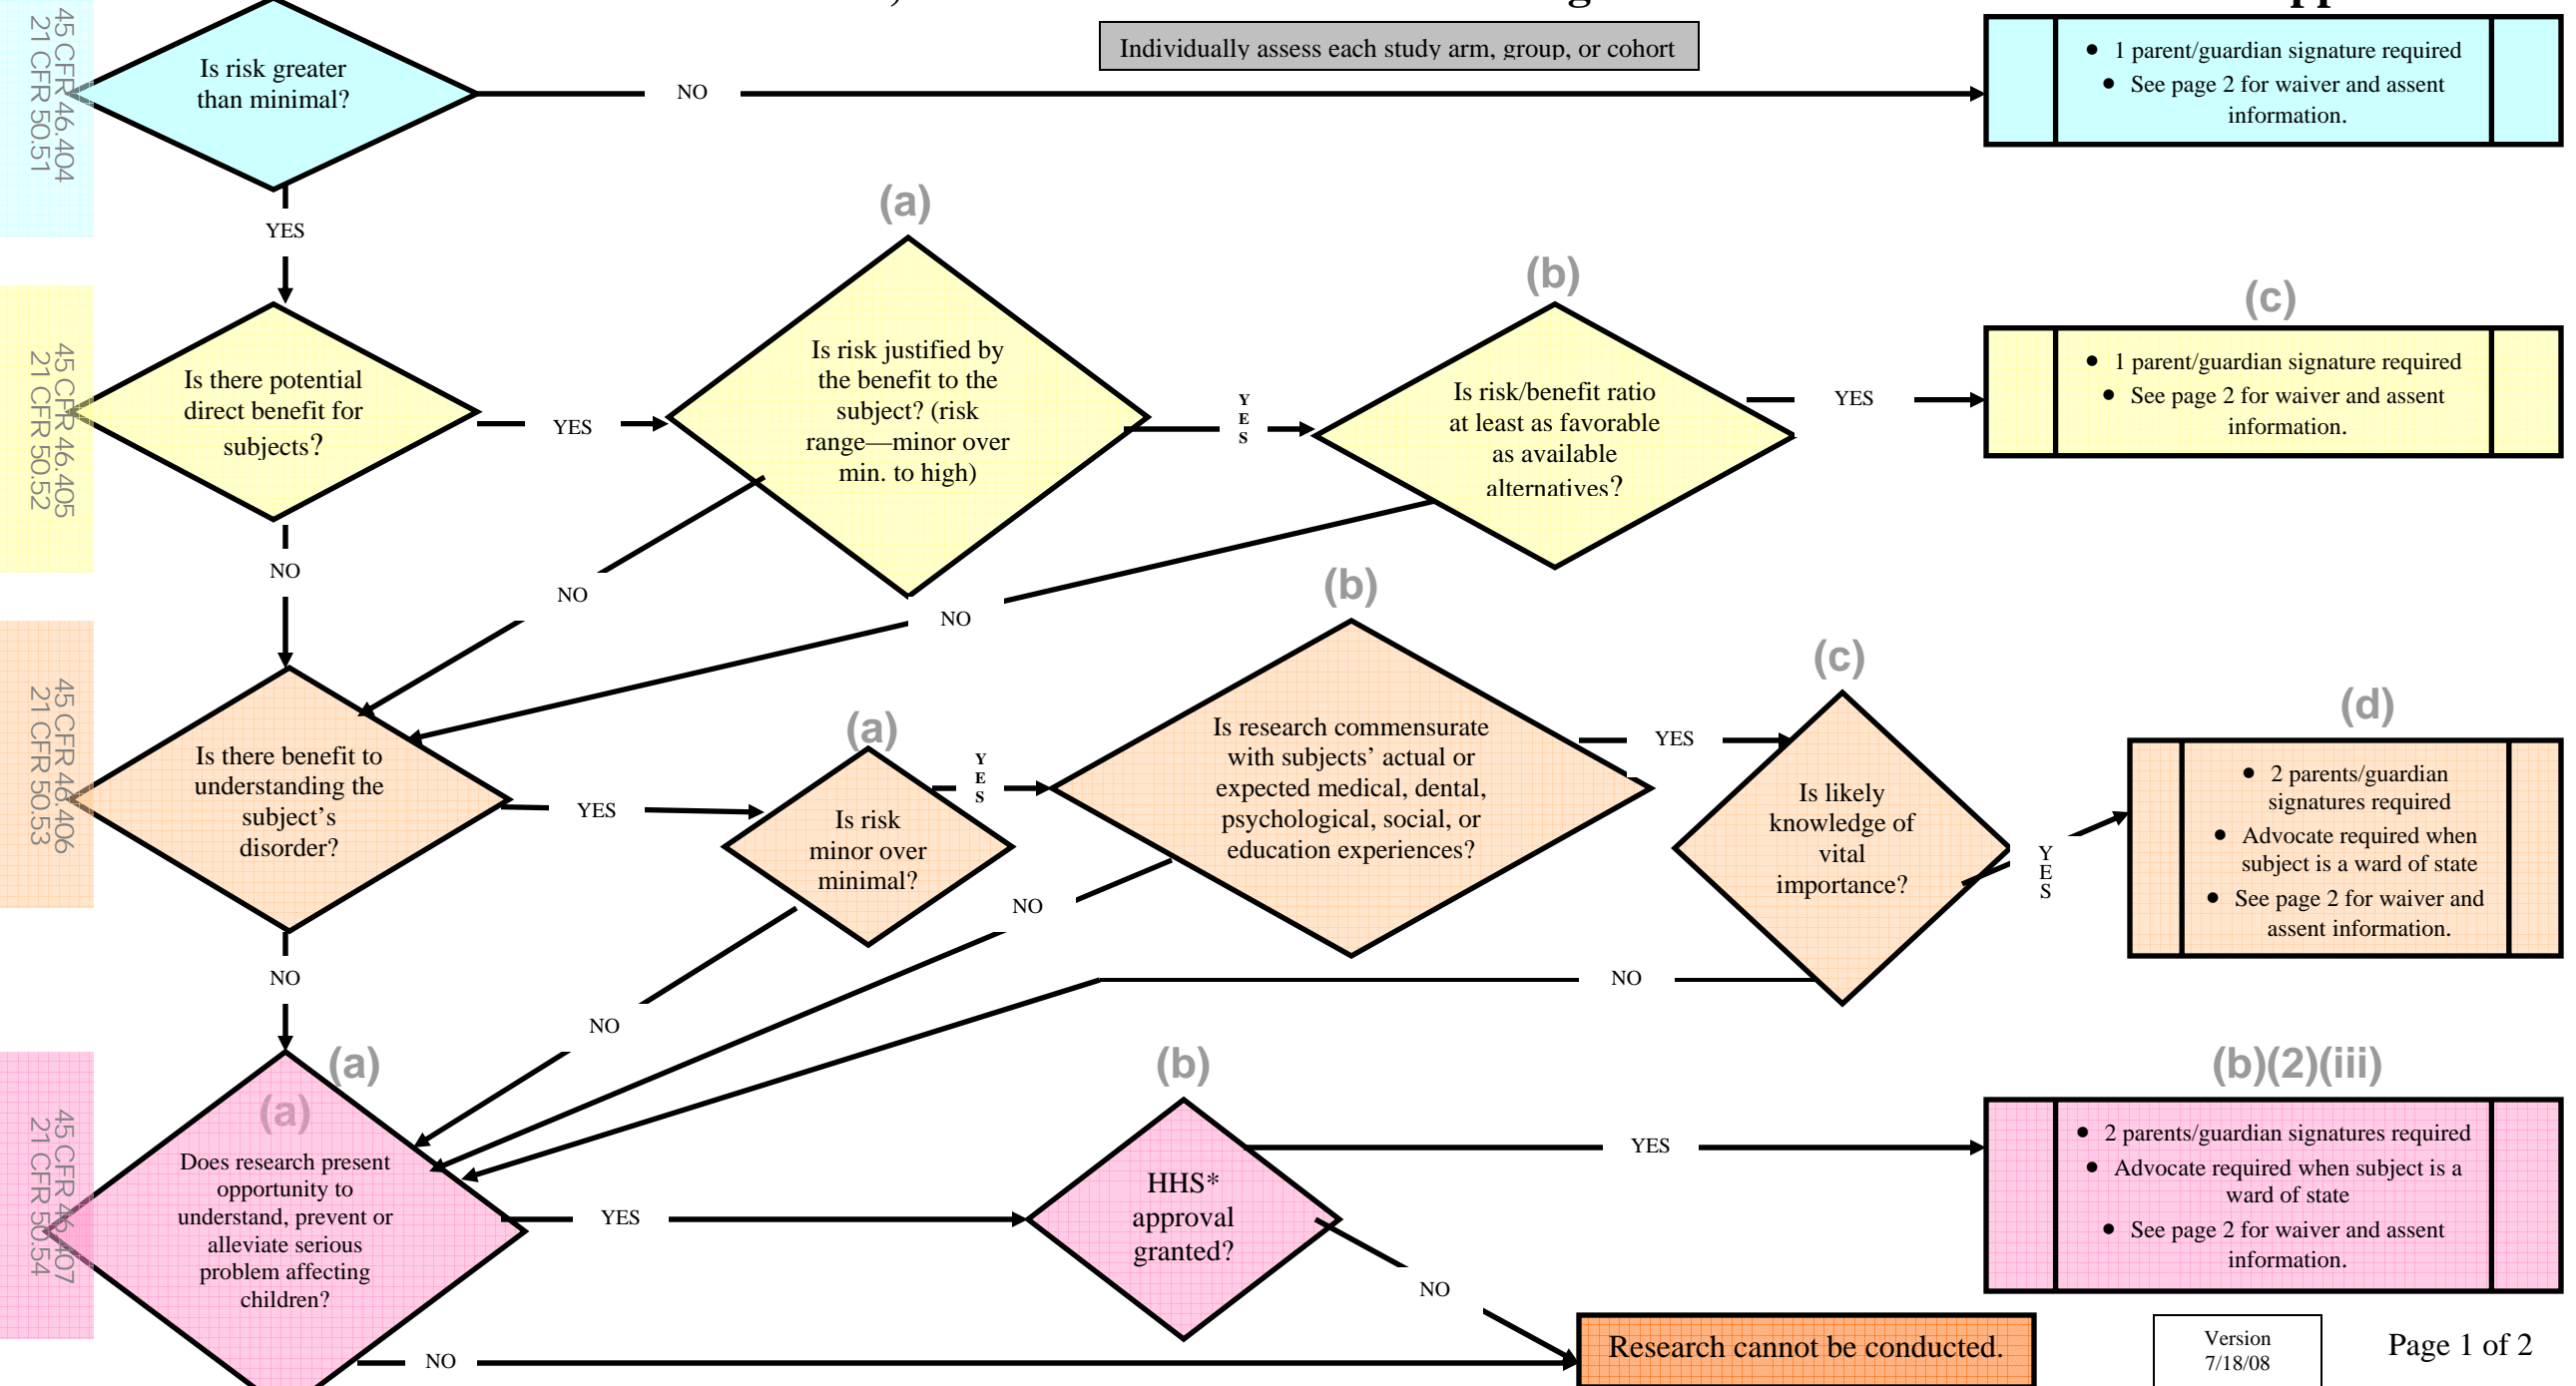 Individually assess each study arm, group, or cohort
45 CFR 46.404
21 CFR 50.51
Is risk greater
than minimal?
NO
• 1 parent/guardian signature required
• See page 2 for waiver and assent
information.
YES
45 CFR 46.405
21 CFR 50.52
Is there potential
direct benefit for
subjects?
YES
(a)
Is risk justified by
the benefit to the
subject? (risk
range—minor over
min. to high)
YES
(b)
Is risk/benefit ratio
at least as favorable
as available
alternatives?
YES
(c)
• 1 parent/guardian signature required
• See page 2 for waiver and assent
information.
NO
NO
NO
45 CFR 46.406
21 CFR 50.53
Is there benefit to
understanding the
subject's
disorder?
YES
(a)
Is risk
minor over
minimal?
YES
(b)
Is research commensurate
with subjects' actual or
expected medical, dental,
psychological, social, or
education experiences?
YES
(c)
Is likely
knowledge of
vital
importance?
YES
(d)
• 2 parents/guardian
signatures required
• Advocate required when
subject is a ward of state
• See page 2 for waiver and
assent information.
NO
NO
NO
NO
45 CFR 46.407
21 CFR 50.54
(a)
(a)
Does research present
opportunity to
understand, prevent or
alleviate serious
problem affecting
children?
YES
(b)
HHS*
approval
granted?
YES
(b)(2)(iii)
• 2 parents/guardian signatures required
• Advocate required when subject is a
ward of state
• See page 2 for waiver and assent
information.
NO
NO
Research cannot be conducted.
Version
7/18/08
Page 1 of 2